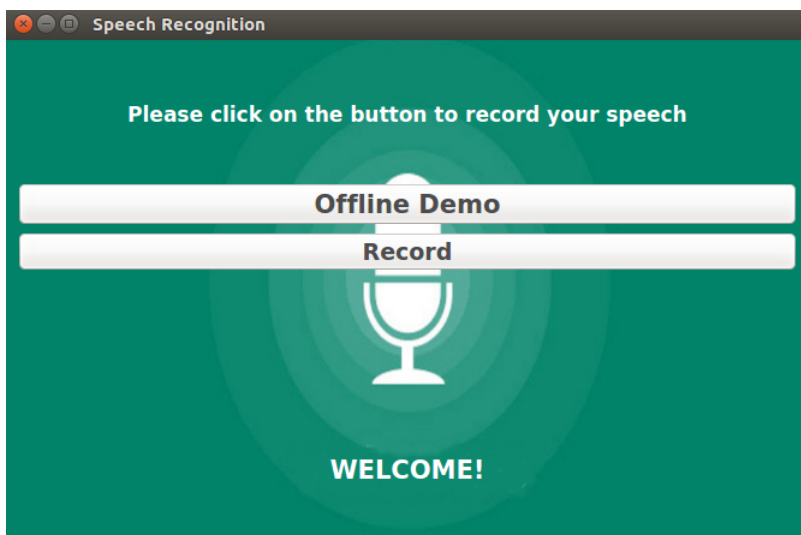 Speech Recognition
Please click on the button to record your speech
Offline Demo
Record
WELCOME!